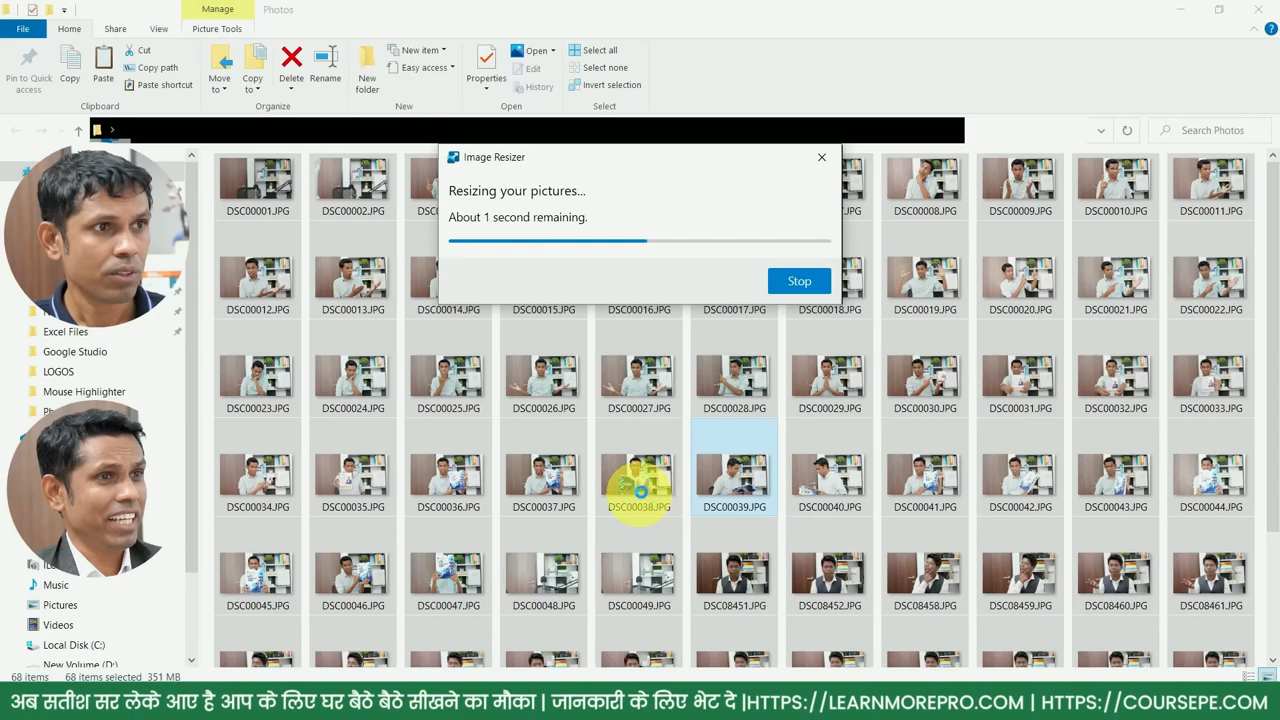 Manage
Photos
File
Home
Share
View
Picture Tools
Pin to Quick access
Copy
Paste
Cut
Copy path
Paste shortcut
Clipboard
Move to
Copy to
Delete
Rename
Organize
New folder
New item
Easy access
New
Properties
Open
Edit
History
Open
Select all
Select none
Invert selection
Select
Search Photos
Image Resizer
Resizing your pictures...
About 1 second remaining.
Stop
DSC00001.JPG
DSC00002.JPG
DSC00008.JPG
DSC00009.JPG
DSC00010.JPG
DSC00011.JPG
DSC00012.JPG
DSC00013.JPG
DSC00014.JPG
DSC00015.JPG
DSC00016.JPG
DSC00017.JPG
DSC00018.JPG
DSC00019.JPG
DSC00020.JPG
DSC00021.JPG
DSC00022.JPG
Excel Files
Google Studio
LOGOS
Mouse Highlighter
DSC00023.JPG
DSC00024.JPG
DSC00025.JPG
DSC00026.JPG
DSC00027.JPG
DSC00028.JPG
DSC00029.JPG
DSC00030.JPG
DSC00031.JPG
DSC00032.JPG
DSC00033.JPG
DSC00034.JPG
DSC00035.JPG
DSC00036.JPG
DSC00037.JPG
DSC00038.JPG
DSC00039.JPG
DSC00040.JPG
DSC00041.JPG
DSC00042.JPG
DSC00043.JPG
DSC00044.JPG
Music
Pictures
Videos
Local Disk (C:)
New Volume (D:)
DSC00045.JPG
DSC00046.JPG
DSC00047.JPG
DSC00048.JPG
DSC00049.JPG
DSC08451.JPG
DSC08452.JPG
DSC08458.JPG
DSC08459.JPG
DSC08460.JPG
DSC08461.JPG
68 items
68 items selected
351 MB
अब सतीश सर लेके आए है आप के लिए घर बैठे बैठे सीखने का मौका | जानकारी के लिए भेट दे |HTTPS://LEARNMOREPRO.COM | HTTPS://COURSEPE.COM